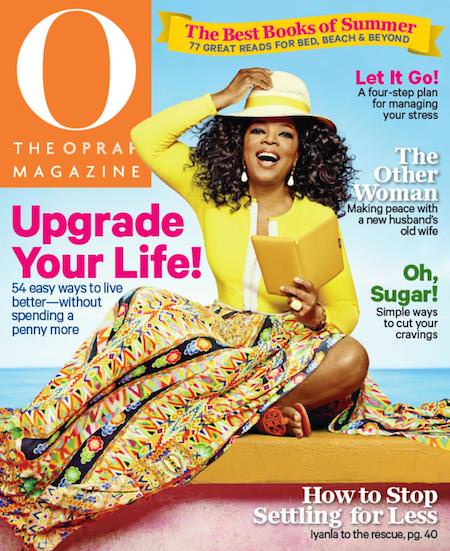 O
THE OPRAH
MAGAZINE
The Best Books of Summer
77 GREAT READS FOR BED, BEACH & BEYOND
Let It Go!
A four-step plan
for managing
your stress
The
Other
Woman
Making peace with
a new husband's
old wife
Upgrade
Your Life!
54 easy ways to live
better—without
spending a
penny more
Oh,
Sugar!
Simple ways
to cut your
cravings
How to Stop
Settling for Less
Iyanla to the rescue, pg. 40